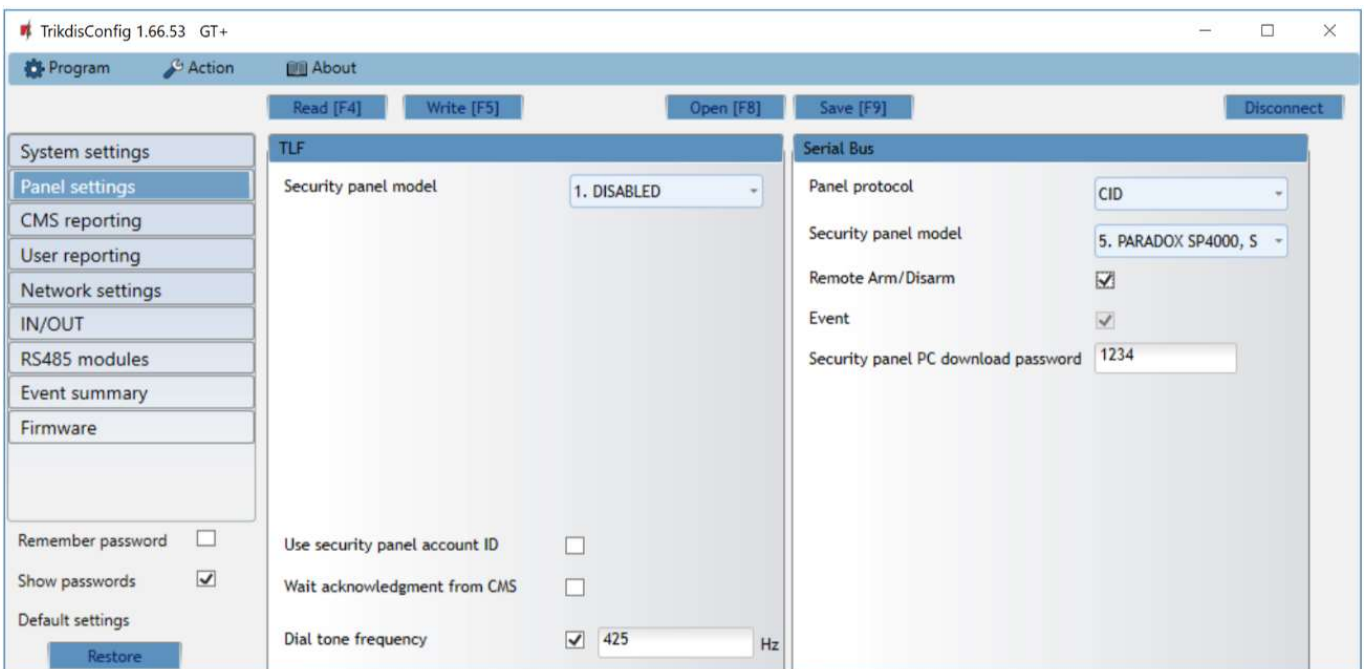 TrikdisConfig 1.66.53 GT+
Program Action About
Read [F4] Write [F5] Open [F8] Save [F9] Disconnect
System settings
Panel settings
CMS reporting
User reporting
Network settings
IN/OUT
RS485 modules
Event summary
Firmware
Remember password
Show passwords
Default settings
Restore
TLF
Security panel model 1. DISABLED
Use security panel account ID
Wait acknowledgment from CMS
Dial tone frequency 425 Hz
Serial Bus
Panel protocol CID
Security panel model 5. PARADOX SP4000, S
Remote Arm/Disarm
Event
Security panel PC download password 1234